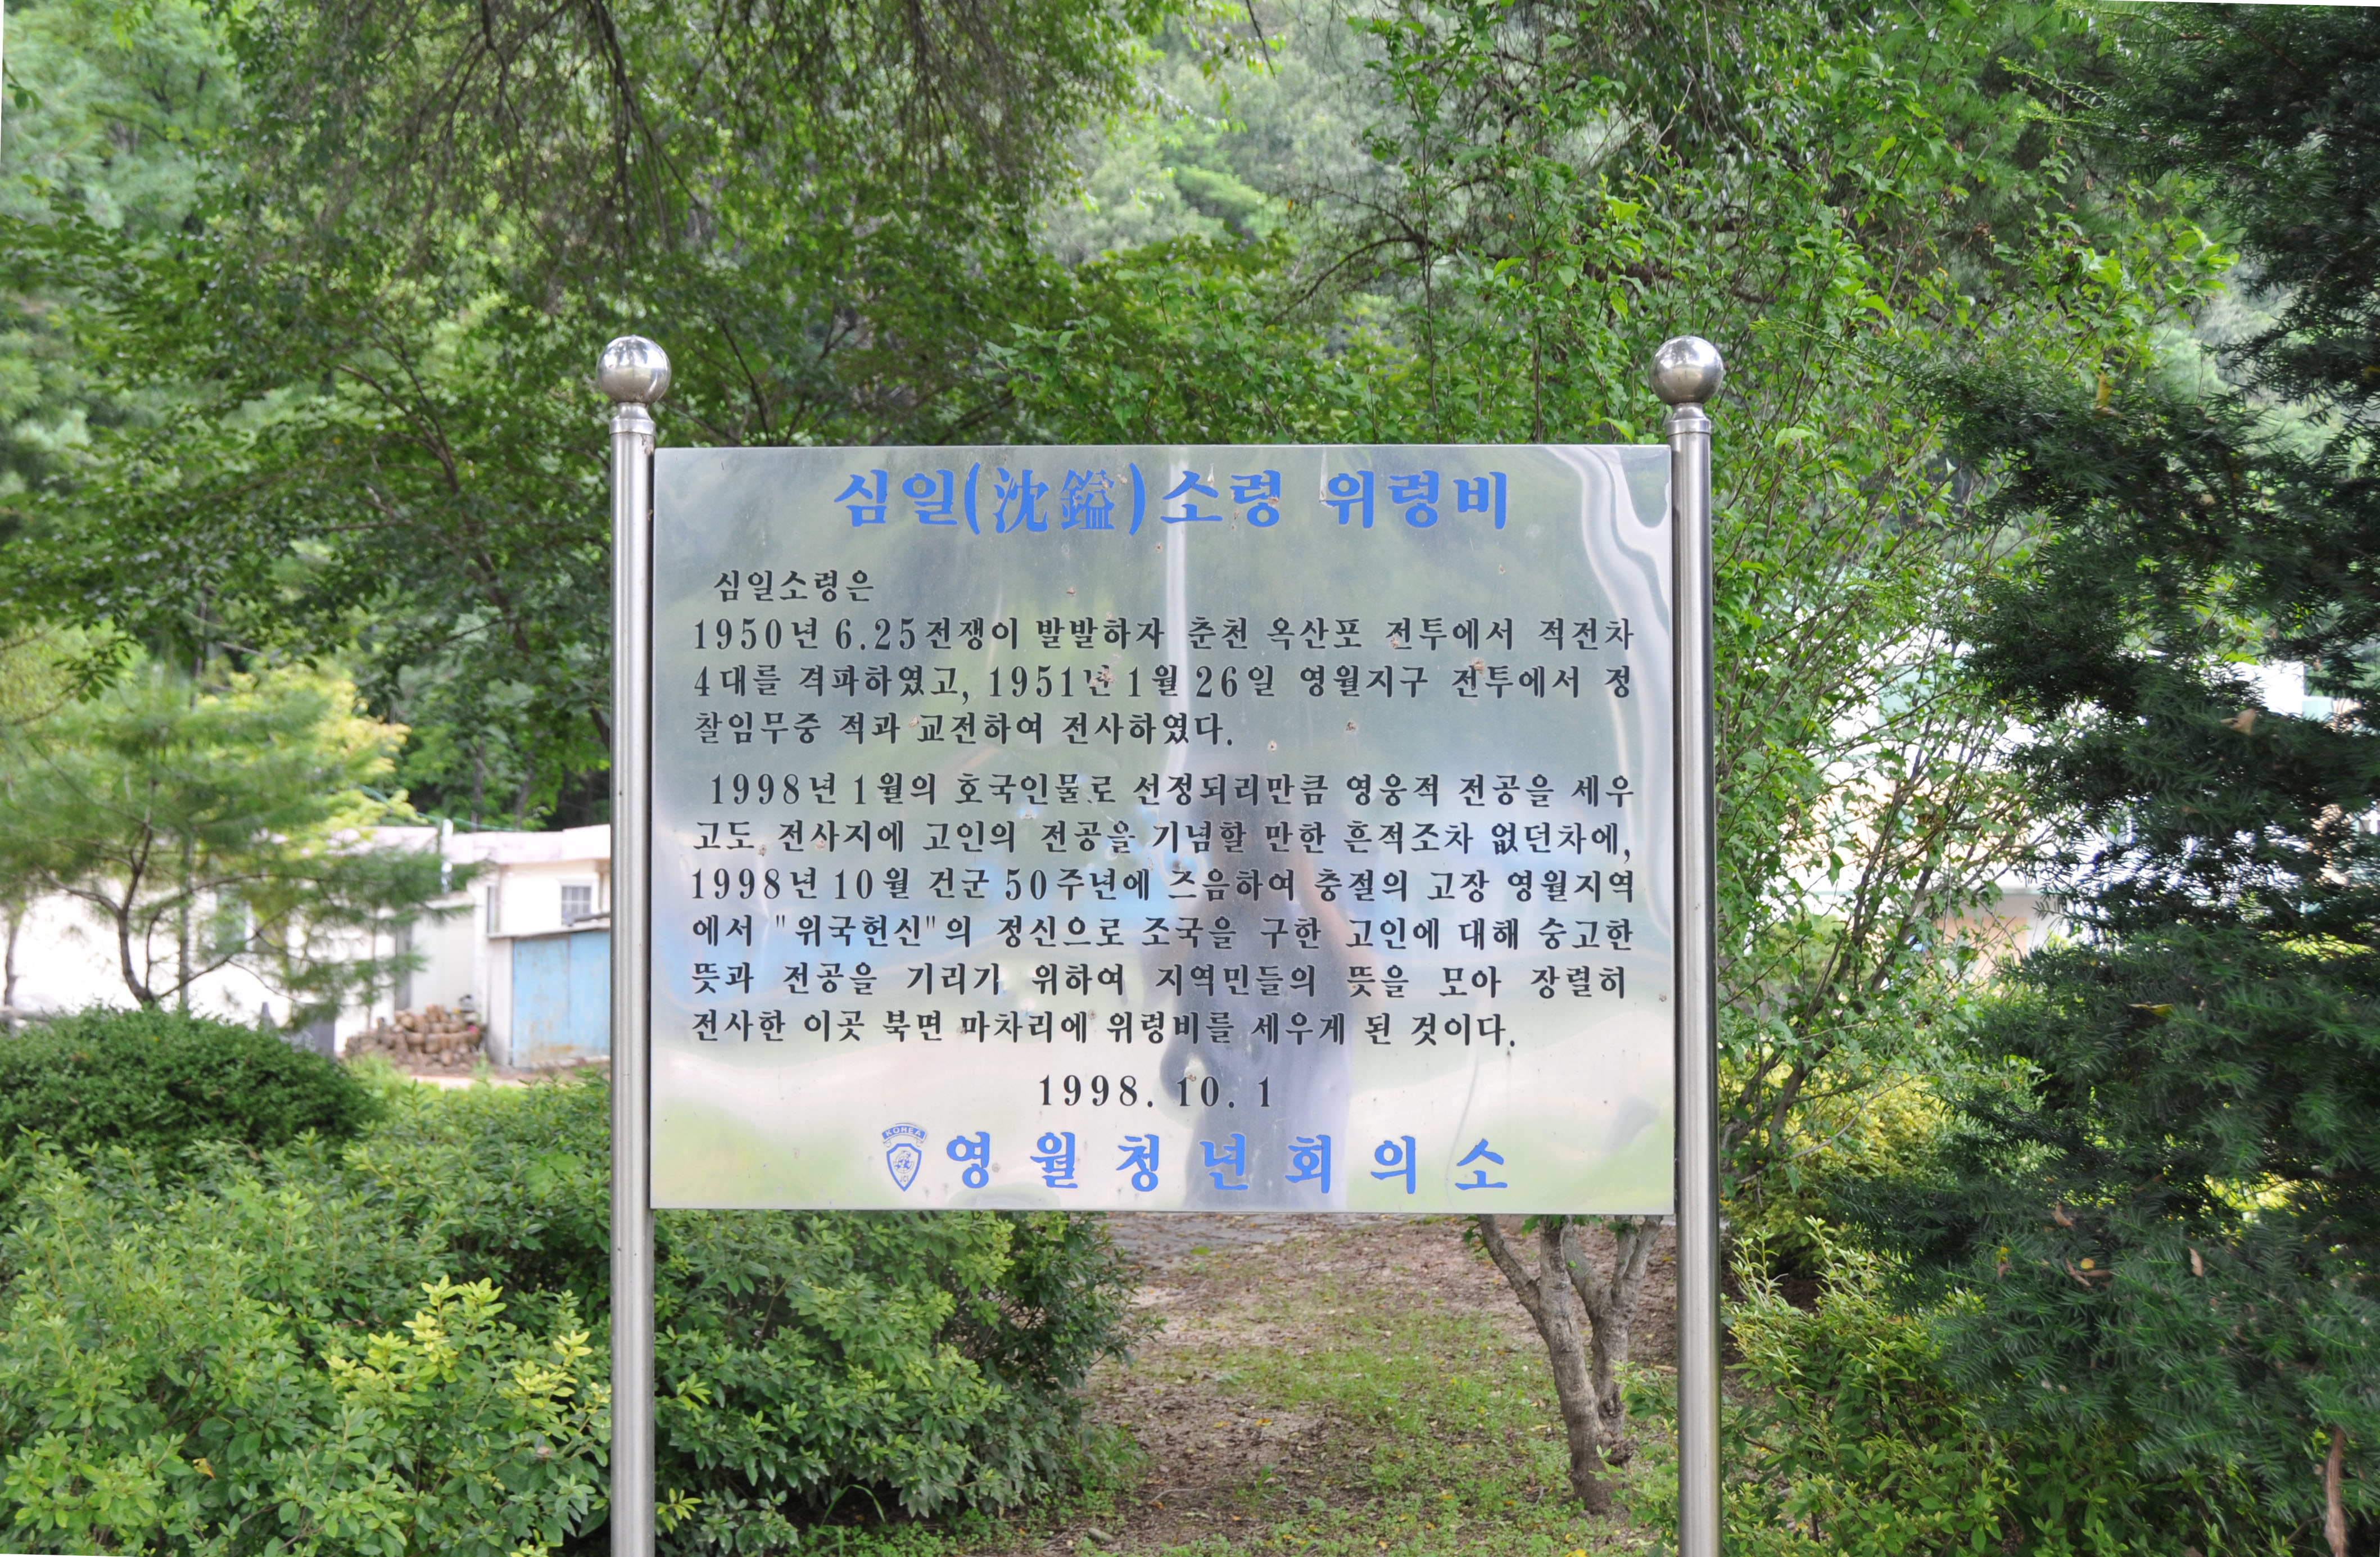 심일(沈鎰)소령 위령비
심일소령은
1950년 6.25전쟁이 발발하자 춘천 옥산포 전투에서 적전차
4대를 격파하였고, 1951년 1월 26일 영월지구 전투에서 정
찰임무중 적과 교전하여 전사하였다.
1998년 1월의 호국인물로 선정되리만큼 영웅적 전공을 세우
고도 전사지에 고인의 전공을 기념할 만한 흔적조차 없던차에,
1998년 10월 건군 50주년에 즈음하여 충절의 고장 영월지역
에서 "위국헌신"의 정신으로 조국을 구한 고인에 대해 숭고한
뜻과 전공을 기리기 위하여 지역민들의 뜻을 모아 장렬히
전사한 이곳 북면 마차리에 위령비를 세우게 된 것이다.
1998. 10. 1
KOREA
JCI
영월청년회의소